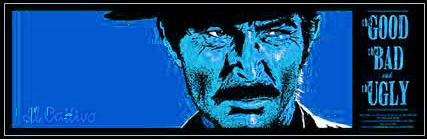 il Cattivo
the GOOD
the BAD
and
the UGLY